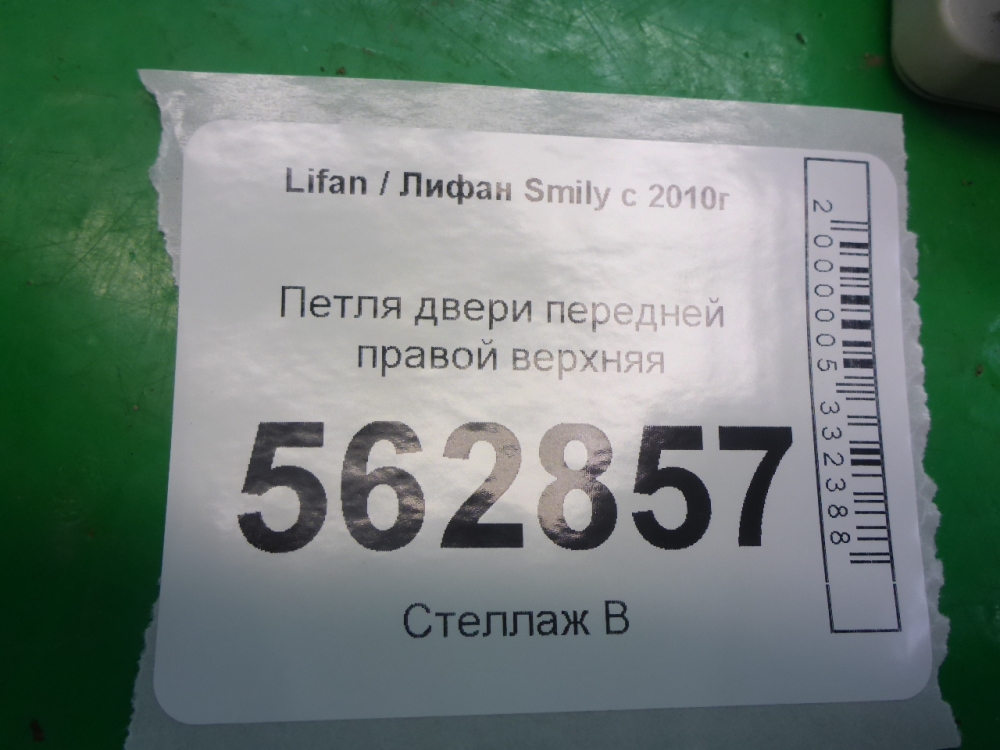 Lifan / Лифан Smily с 2010г
Петля двери передней
правой верхняя
562857
Стеллаж В
2000005332388